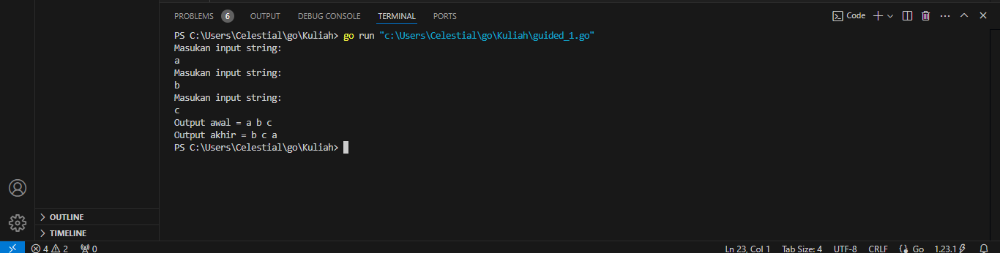 PROBLEMS 6 OUTPUT DEBUG CONSOLE TERMINAL PORTS Code
PS C:\Users\Celestial\go\Kuliah> go run "c:\Users\Celestial\go\Kuliah\guided_1.go"
Masukan input string:
a
Masukan input string:
b
Masukan input string:
c
Output awal = a b c
Output akhir = b c a
PS C:\Users\Celestial\go\Kuliah>
OUTLINE
TIMELINE
4 2 0 Ln 23, Col 1 Tab Size: 4 UTF-8 CRLF Go 1.23.1